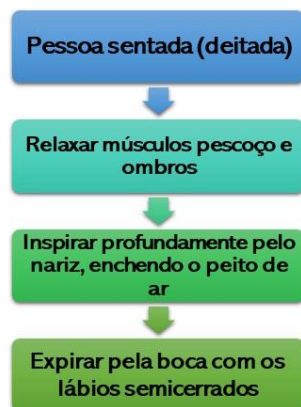 Pessoa sentada (deitada)
Relaxar músculos pescoço e
ombros
Inspirar profundamente pelo
nariz, enchendo o peito de
ar
Expirar pela boca com os
lábios semicerrados